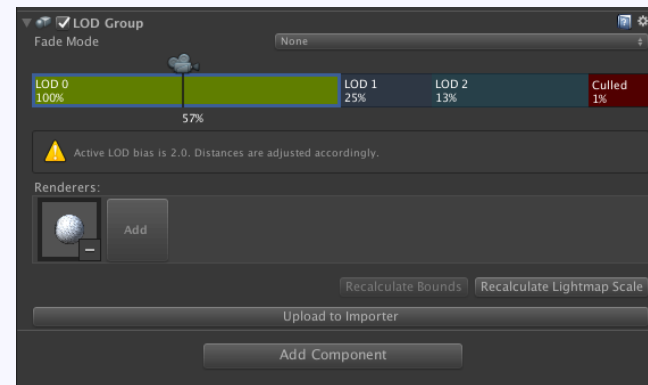 LOD Group
Fade Mode None
LOD 0 LOD 1 LOD 2 Culled
100% 25% 13% 1%
57%
Active LOD bias is 2.0. Distances are adjusted accordingly.
Renderers:
Add
Recalculate Bounds Recalculate Lightmap Scale
Upload to Importer
Add Component